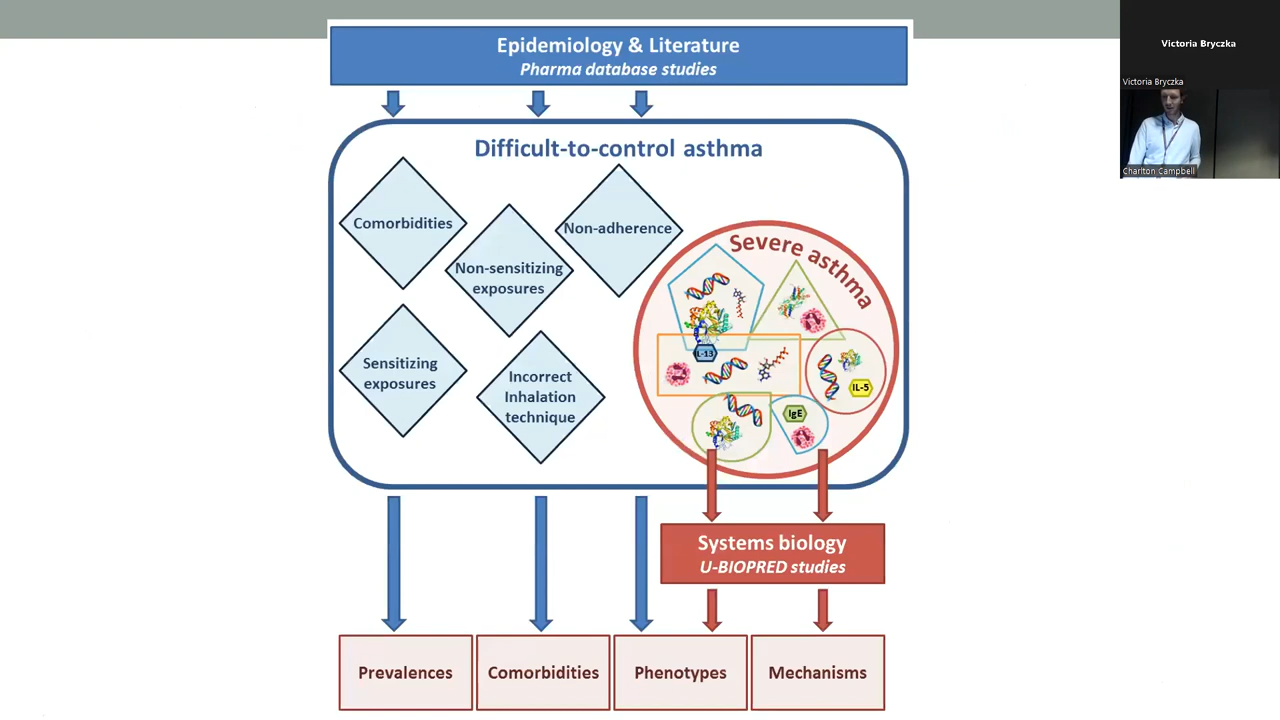 Epidemiology & Literature
Pharma database studies
Difficult-to-control asthma
Comorbidities
Non-sensitizing
exposures
Non-adherence
Sensitizing
exposures
Incorrect
Inhalation
technique
Severe asthma
IL-13
IL-5
IgE
Systems biology
U-BIOPRED studies
Prevalences
Comorbidities
Phenotypes
Mechanisms
Victoria Bryczka
Victoria Bryczka
Charlton Campbell